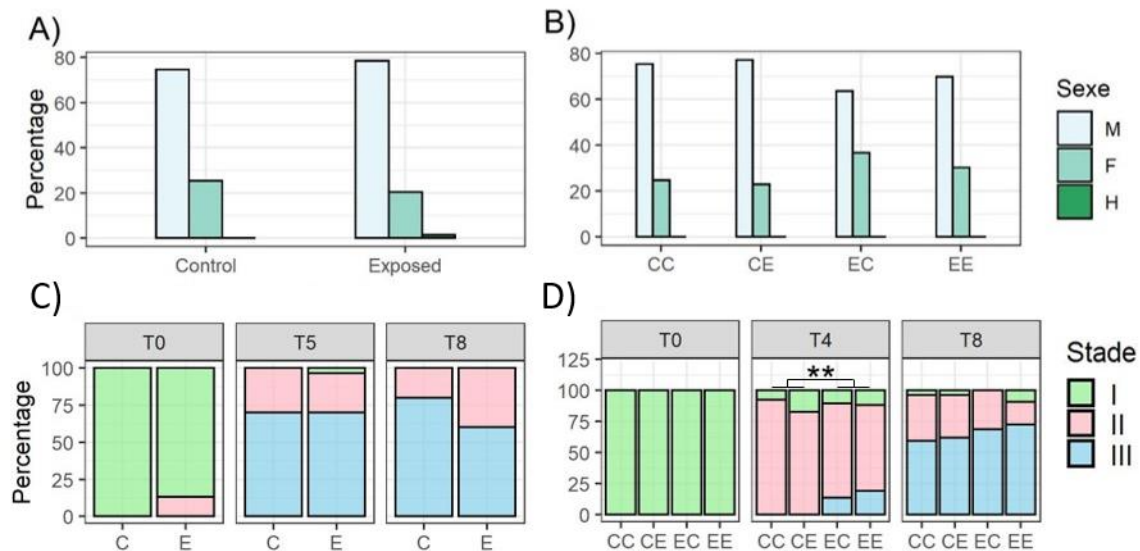 A)
B)
Percentage
80
60
40
20
0
Control
Exposed
80
60
40
20
0
CC
CE
EC
EE
Sexe
M
F
H
C)
D)
Percentage
T0
T5
T8
100
75
50
25
0
C E C E C E
T0
T4
T8
125
100
75
50
25
0
**
CC CE EC EE CC CE EC EE CC CE EC EE
Stade
I
II
III